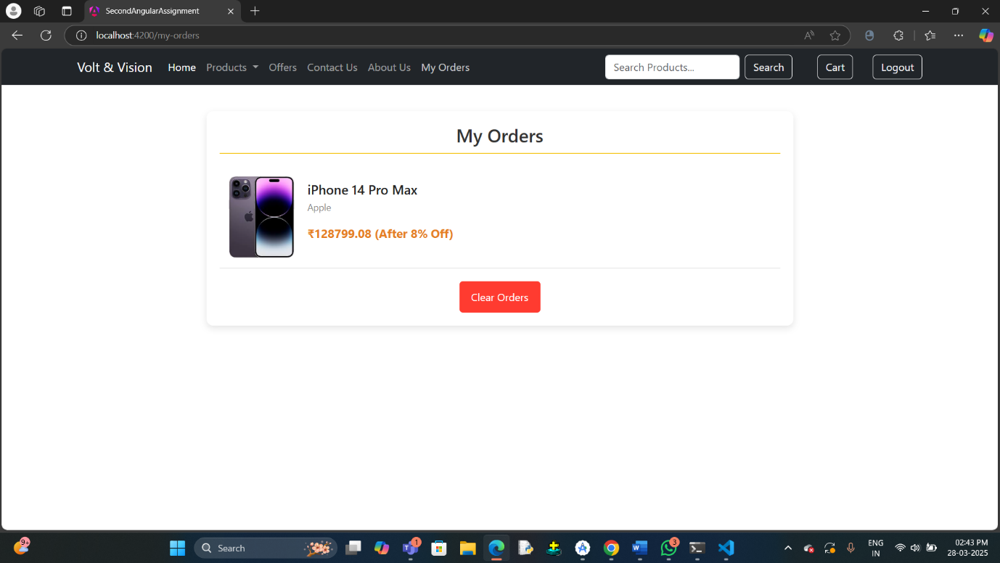 SecondAngularAssignment
localhost:4200/my-orders
Volt & Vision Home Products Offers Contact Us About Us My Orders Search Products... Search Cart Logout
My Orders
iPhone 14 Pro Max
Apple
₹128799.08 (After 8% Off)
Clear Orders
9+ Search 1 3 ENG 02:43 PM
IN 28-03-2025